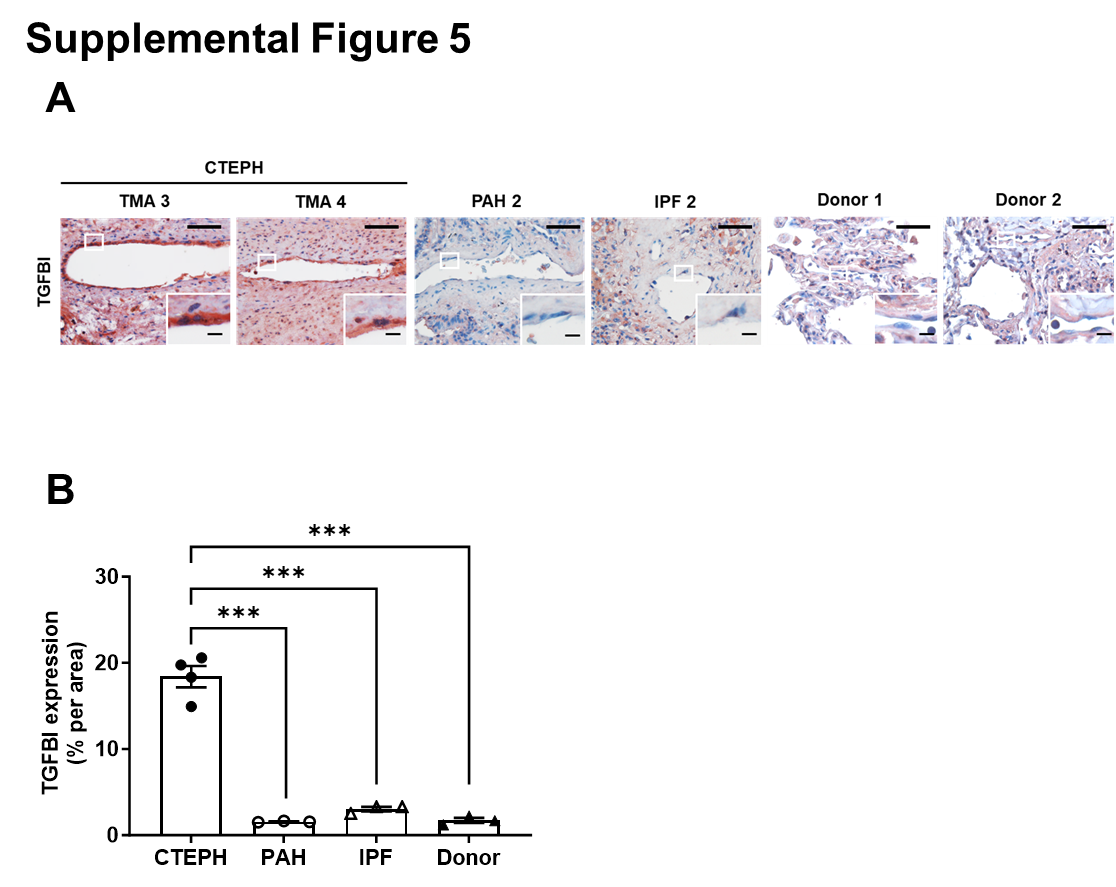 Supplemental Figure 5
A
CTEPH
TMA 3 TMA 4 PAH 2 IPF 2 Donor 1 Donor 2
TGFBI
B
***
***
***
TGFBI expression
(% per area)
30
20
10
0
CTEPH PAH IPF Donor